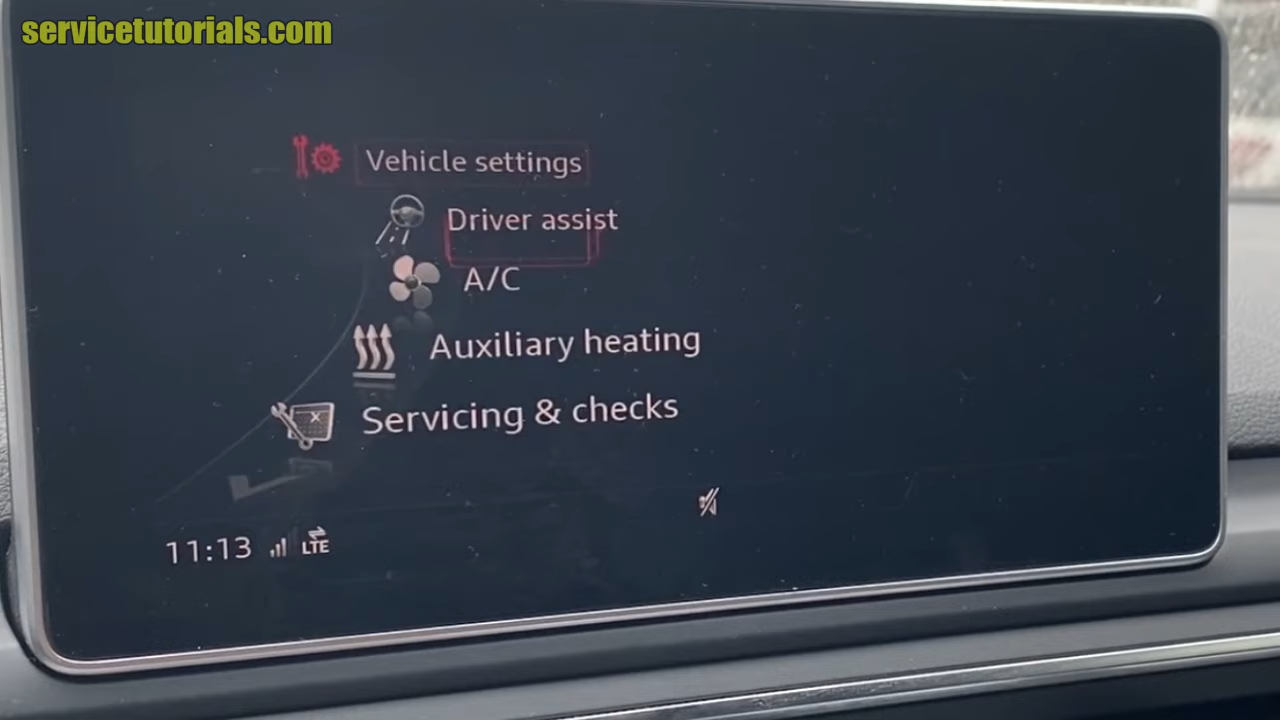 servicetutorials.com
Vehicle settings
Driver assist
A/C
Auxiliary heating
Servicing & checks
11:13 LTE